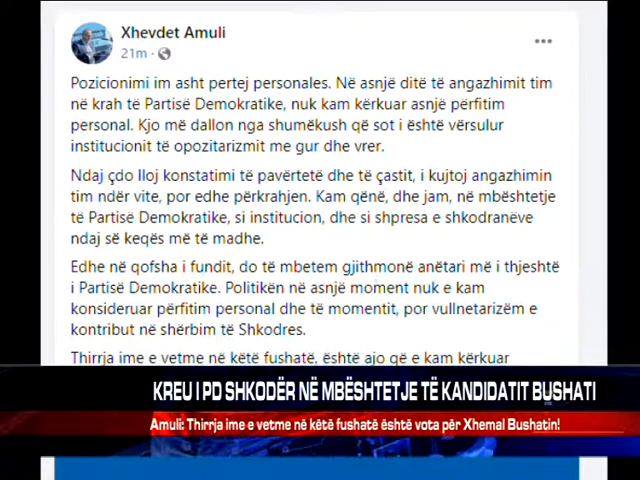 Xhevdet Amuli
21m ·
Pozicionimi im asht pertej personales. Në asnjë ditë të angazhimit tim
në krah të Partisë Demokratike, nuk kam kërkuar asnjë përfitim
personal. Kjo më dallon nga shumëkush që sot i është vërsulur
institucionit të opozitarizmit me gur dhe vrer.
Ndaj çdo lloj konstatimi të pavërtetë dhe të çastit, i kujtoj angazhimin
tim ndër vite, por edhe përkrahjen. Kam qënë, dhe jam, në mbështetje
të Partisë Demokratike, si institucion, dhe si shpresa e shkodranëve
ndaj së keqës më të madhe.
Edhe në qofsha i fundit, do të mbetem gjithmonë anëtari më i thjeshtë
i Partisë Demokratike. Politikën në asnjë moment nuk e kam
konsideruar përfitim personal dhe të momentit, por vullnetarizëm e
kontribut në shërbim të Shkodres.
Thirrja ime e vetme në këtë fushatë, është ajo që e kam kërkuar
KREU I PD SHKODËR NË MBËSHTETJE TË KANDIDATIT BUSHATI
Amuli: Thirrja ime e vetme në këtë fushatë është vota për Xhemal Bushatin!